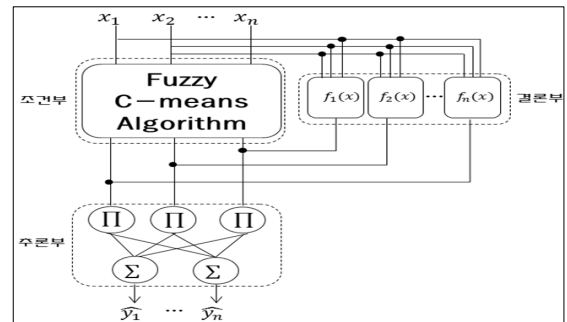 x₁ x₂ ⋯ xₙ
조건부
Fuzzy
C-means
Algorithm
f₁(x) f₂(x) ⋯ fₙ(x)
결론부
추론부
Π Π Π
Σ Σ
ŷ₁ ⋯ ŷₙ